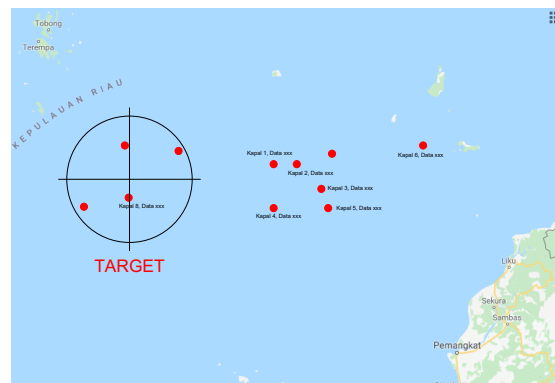 Tobong
Terempa
KEPULAUAN RIAU
Kapal 1, Data xxx
Kapal 2, Data xxx
Kapal 6, Data xxx
Kapal 3, Data xxx
Kapal 8, Data xxx
Kapal 4, Data xxx
Kapal 5, Data xxx
TARGET
Liku
Sekura
Sambas
Pemangkat